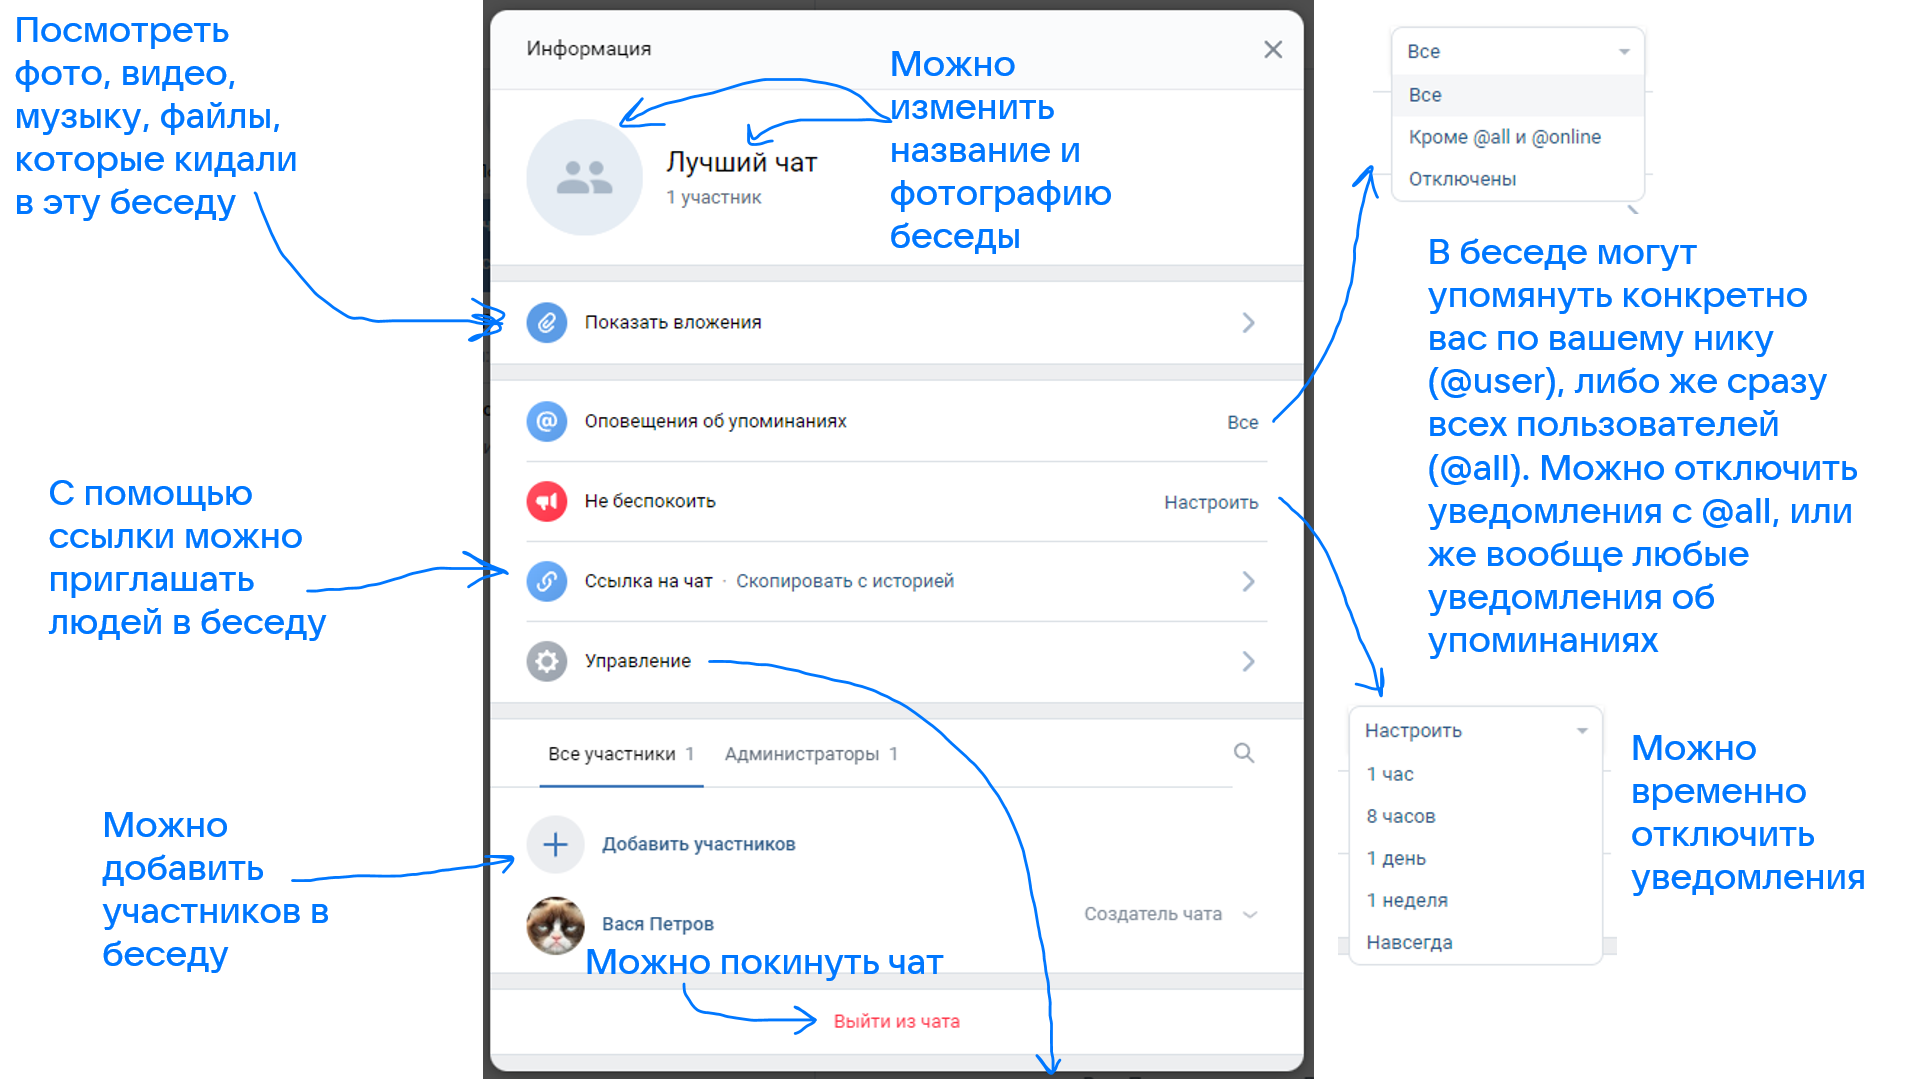 Посмотреть
фото, видео,
музыку, файлы,
которые кидали
в эту беседу
С помощью
ссылки можно
приглашать
людей в беседу
Можно
добавить
участников в
беседу
Информация
Можно
изменить
название и
фотографию
беседы
Лучший чат
1 участник
Показать вложения
Оповещения об упоминаниях Все
Не беспокоить Настроить
Ссылка на чат · Скопировать с историей
Управление
Все участники 1 Администраторы 1
Добавить участников
Вася Петров Создатель чата
Можно покинуть чат
Выйти из чата
Все
Все
Кроме @all и @online
Отключены
В беседе могут
упомянуть конкретно
вас по вашему нику
(@user), либо же сразу
всех пользователей
(@all). Можно отключить
уведомления с @all, или
же вообще любые
уведомления об
упоминаниях
Настроить
1 час
8 часов
1 день
1 неделя
Навсегда
Можно
временно
отключить
уведомления